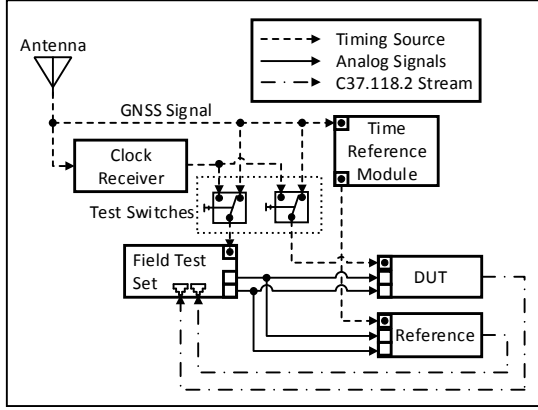 Antenna
Timing Source
Analog Signals
C37.118.2 Stream
GNSS Signal
Time
Reference
Module
Clock
Receiver
Test Switches
Field Test
Set
DUT
Reference